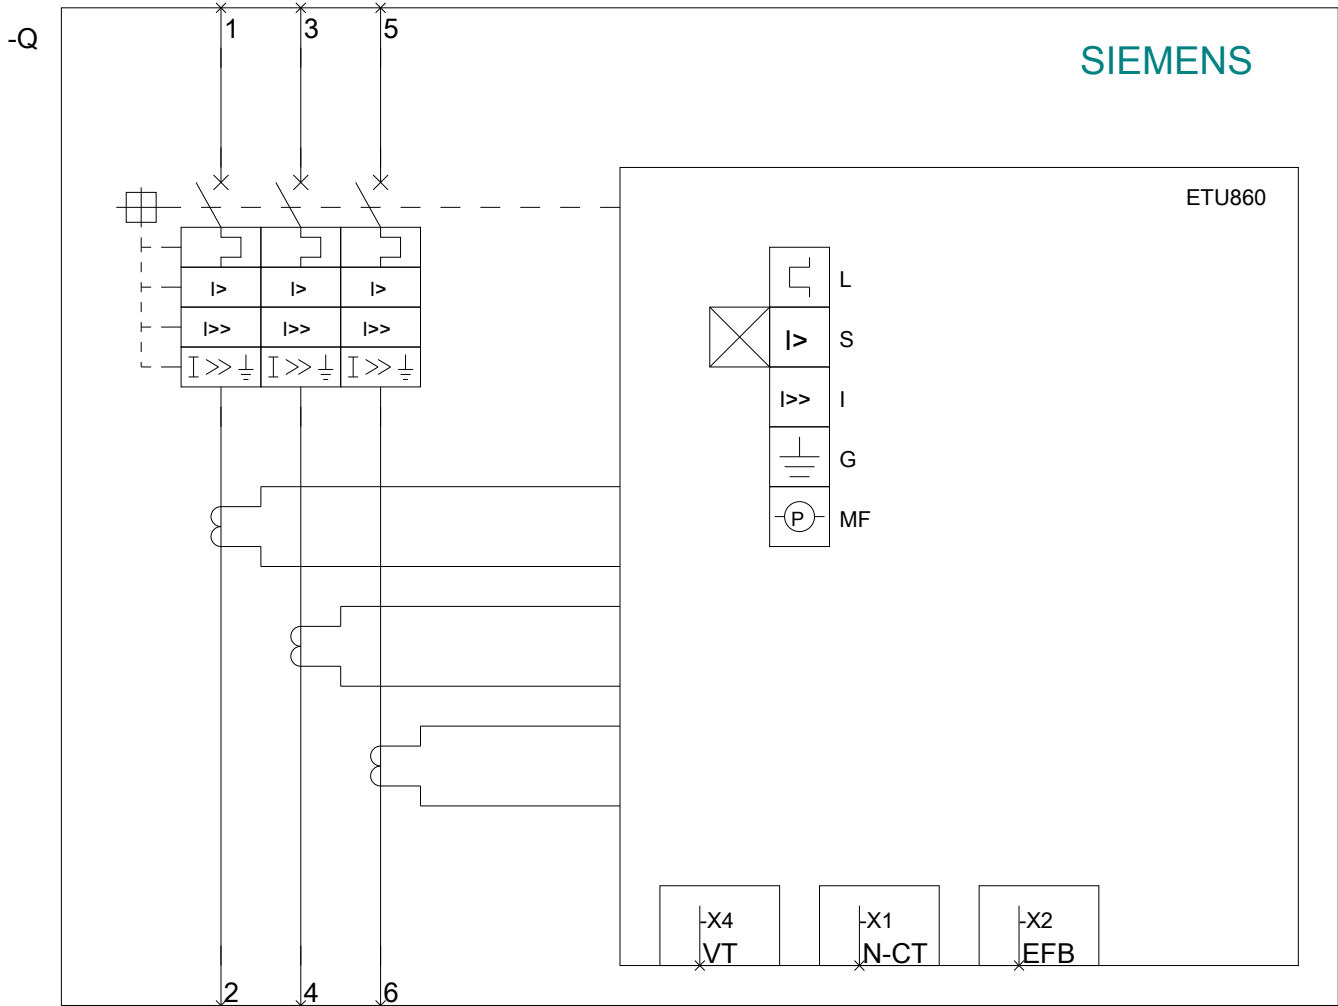 1 3 5
-Q
SIEMENS
ETU860
L
I> I> I>
I> S
I>> I>> I>>
I >> I >> I >>
I>> I
G
P MF
-X4 -X1 -X2
VT N-CT EFB
2 4 6